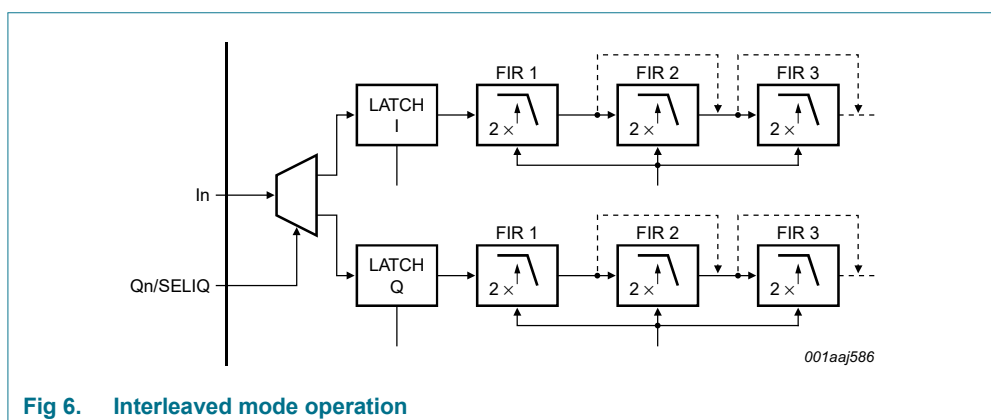 FIR 1
FIR 2
FIR 3
LATCH
I
2 ×
2 ×
2 ×
In
FIR 1
FIR 2
FIR 3
LATCH
Q
2 ×
2 ×
2 ×
Qn/SELIQ
001aaj586
Fig 6. Interleaved mode operation